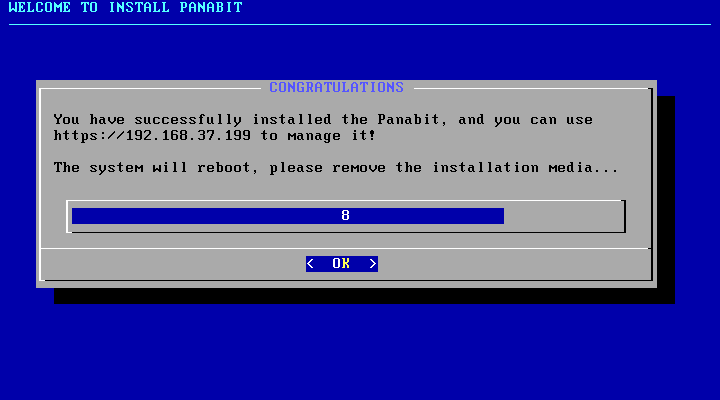 WELCOME TO INSTALL PANABIT
CONGRATULATIONS
You have successfully installed the Panabit, and you can use
https://192.168.37.199 to manage it!
The system will reboot, please remove the installation media...
8
< OK >